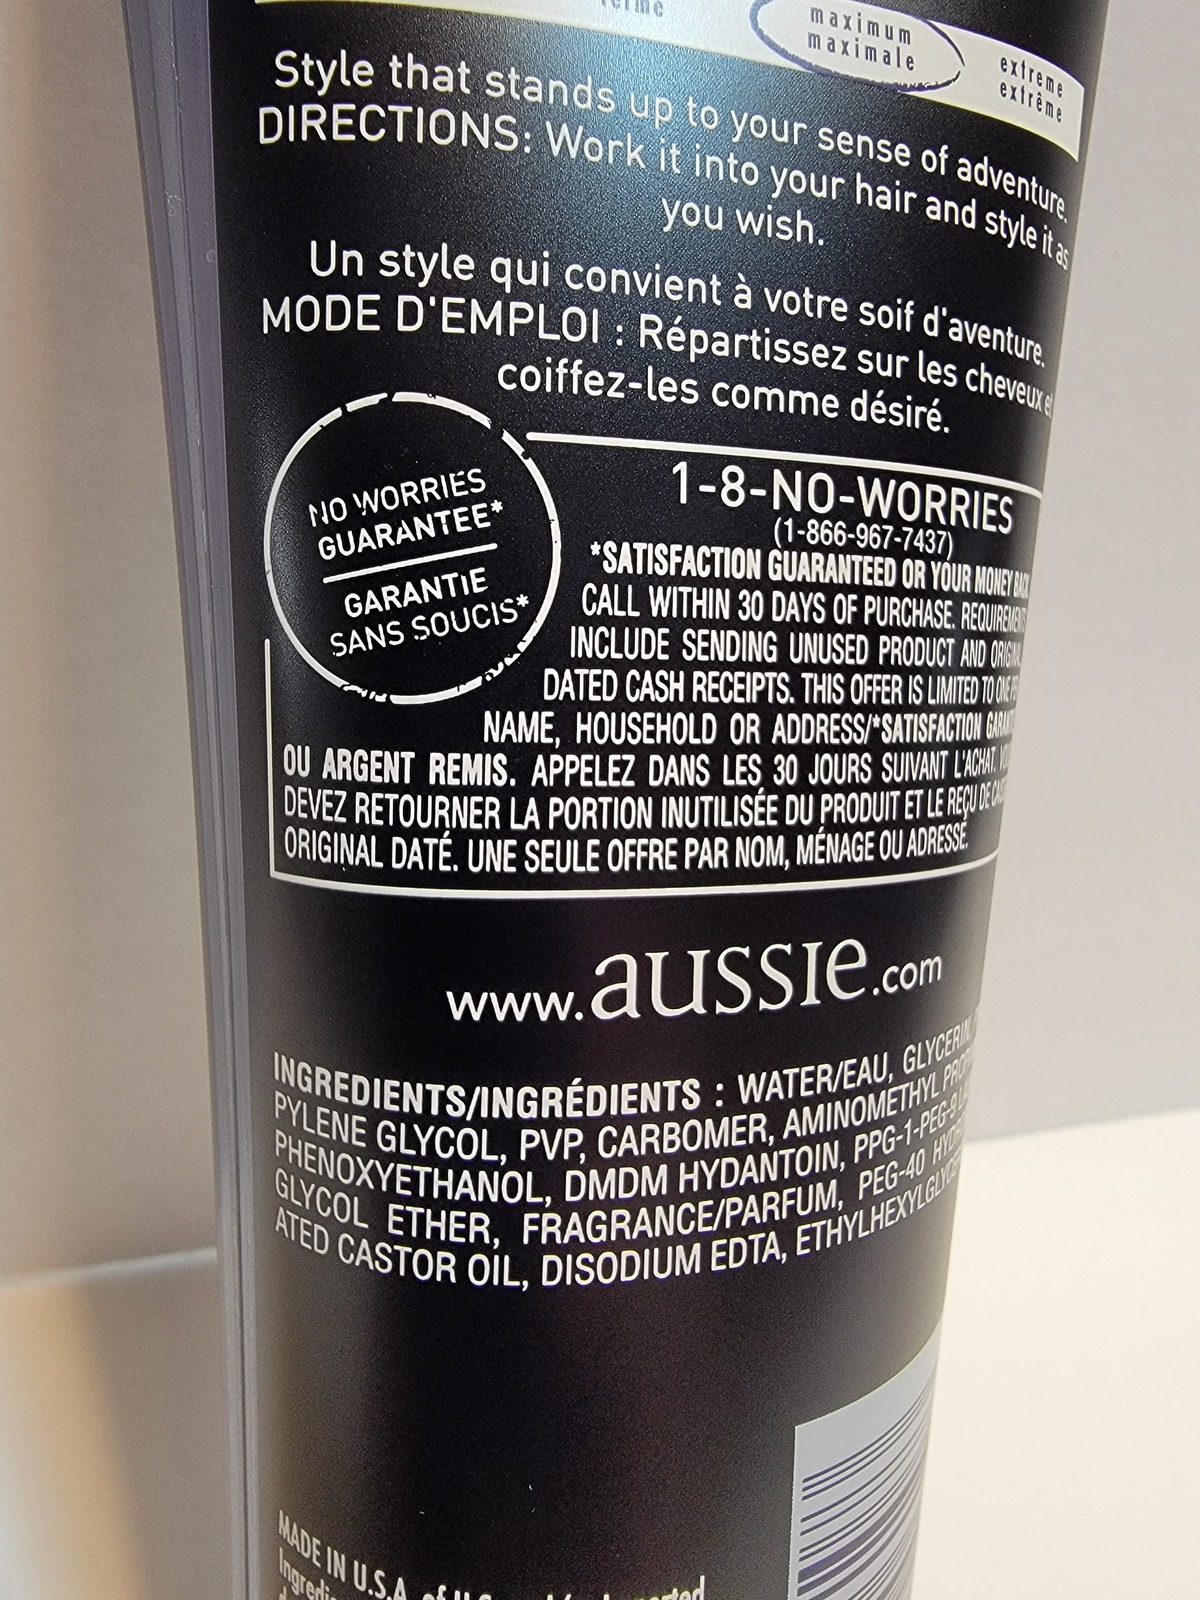 maximum
maximale
extreme
extrême
Style that stands up to your sense of adventure.
DIRECTIONS: Work it into your hair and style it as
you wish.
Un style qui convient à votre soif d'aventure.
MODE D'EMPLOI : Répartissez sur les cheveux et
coiffez-les comme désiré.
NO WORRIES
GUARANTEE*
GARANTIE
SANS SOUCIS*
1-8-NO-WORRIES
(1-866-967-7437)
*SATISFACTION GUARANTEED OR YOUR MONEY BACK.
CALL WITHIN 30 DAYS OF PURCHASE. REQUIREMENTS
INCLUDE SENDING UNUSED PRODUCT AND ORIGINAL
DATED CASH RECEIPTS. THIS OFFER IS LIMITED TO ONE PER
NAME, HOUSEHOLD OR ADDRESS/*SATISFACTION
OU ARGENT REMIS. APPELEZ DANS LES 30 JOURS SUIVANT L'ACHAT.
DEVEZ RETOURNER LA PORTION INUTILISÉE DU PRODUIT ET LE REÇU DE
ORIGINAL DATÉ. UNE SEULE OFFRE PAR NOM, MÉNAGE OU ADRESSE.
www.aussie.com
INGREDIENTS/INGRÉDIENTS : WATER/EAU, GLYCERIN,
PYLENE GLYCOL, PVP, CARBOMER, AMINOMETHYL
PHENOXYETHANOL, DMDM HYDANTOIN, PPG-1-PEG-9
GLYCOL ETHER, FRAGRANCE/PARFUM, PEG-40
ATED CASTOR OIL, DISODIUM EDTA,
MADE IN U.S.A. of